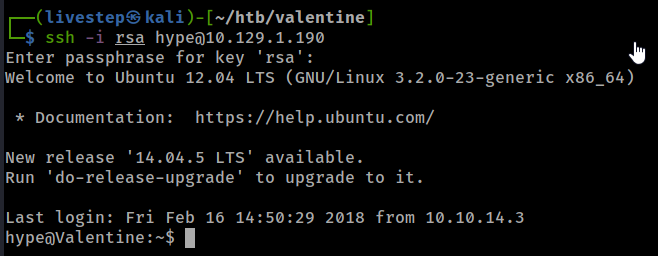 ┌──(livestep㉿kali)-[~/htb/valentine]
└─$ ssh -i rsa hype@10.129.1.190
Enter passphrase for key 'rsa':
Welcome to Ubuntu 12.04 LTS (GNU/Linux 3.2.0-23-generic x86_64)
* Documentation:  https://help.ubuntu.com/
New release '14.04.5 LTS' available.
Run 'do-release-upgrade' to upgrade to it.
Last login: Fri Feb 16 14:50:29 2018 from 10.10.14.3
hype@Valentine:~$